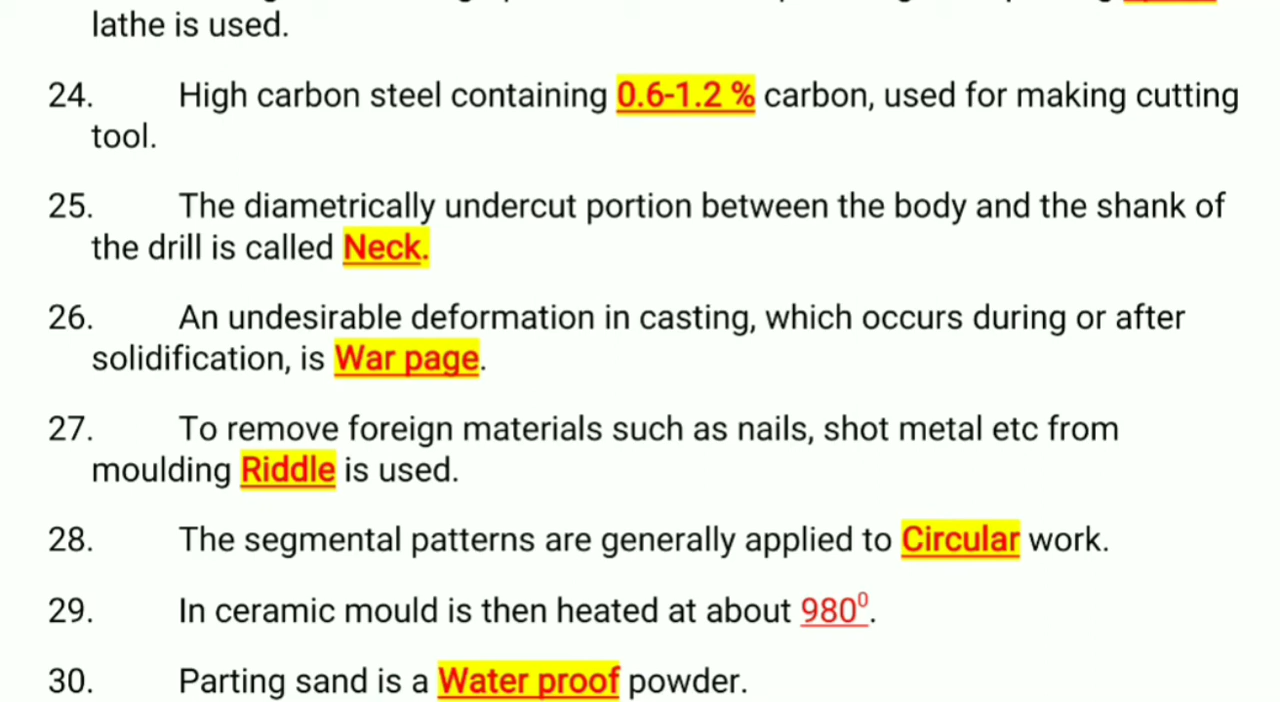 lathe is used.
24. High carbon steel containing 0.6-1.2 % carbon, used for making cutting
tool.
25. The diametrically undercut portion between the body and the shank of
the drill is called Neck.
26. An undesirable deformation in casting, which occurs during or after
solidification, is War page.
27. To remove foreign materials such as nails, shot metal etc from
moulding Riddle is used.
28. The segmental patterns are generally applied to Circular work.
29. In ceramic mould is then heated at about 980⁰.
30. Parting sand is a Water proof powder.